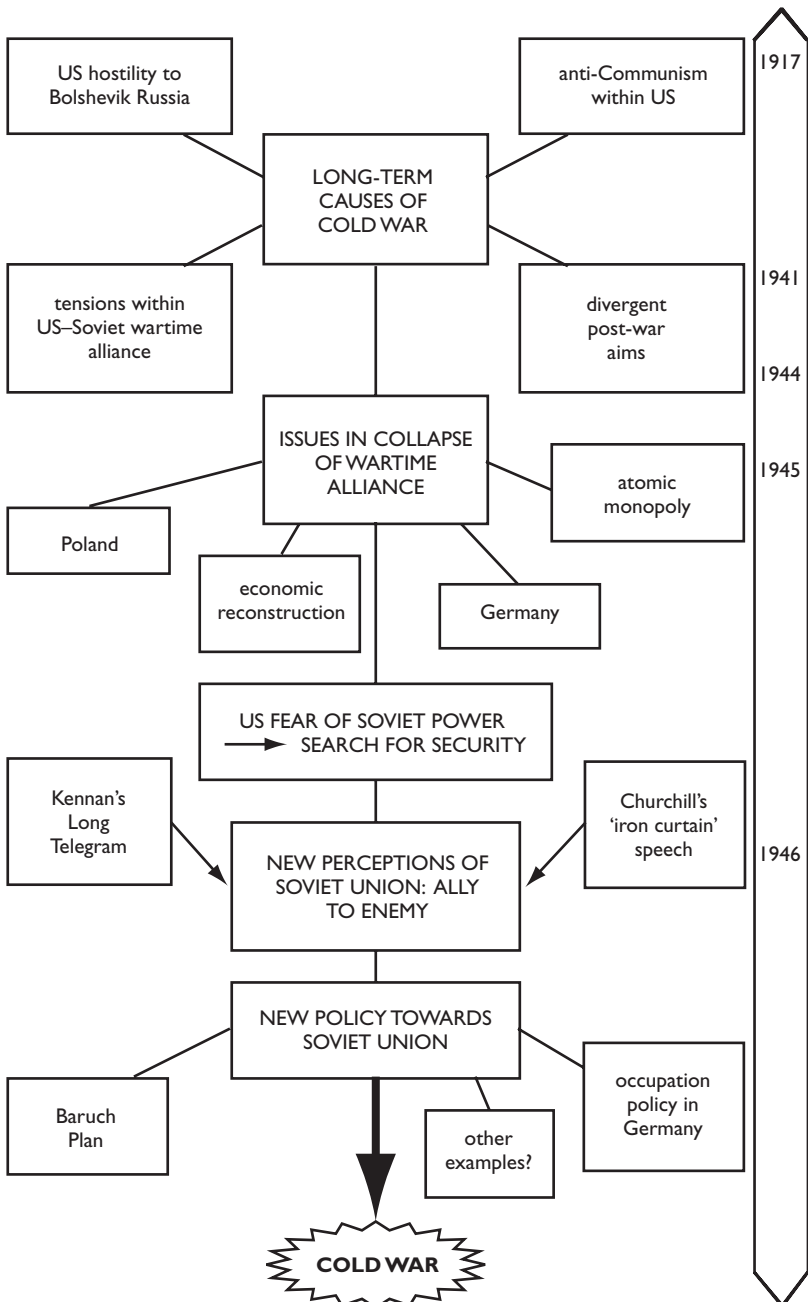 US hostility to
Bolshevik Russia
anti-Communism
within US
1917
LONG-TERM
CAUSES OF
COLD WAR
tensions within
US–Soviet wartime
alliance
divergent
post-war
aims
1941
1944
ISSUES IN COLLAPSE
OF WARTIME
ALLIANCE
atomic
monopoly
1945
Poland
economic
reconstruction
Germany
US FEAR OF SOVIET POWER
SEARCH FOR SECURITY
Kennan’s
Long
Telegram
Churchill’s
‘iron curtain’
speech
NEW PERCEPTIONS OF
SOVIET UNION: ALLY
TO ENEMY
1946
NEW POLICY TOWARDS
SOVIET UNION
Baruch
Plan
other
examples?
occupation
policy in
Germany
COLD WAR